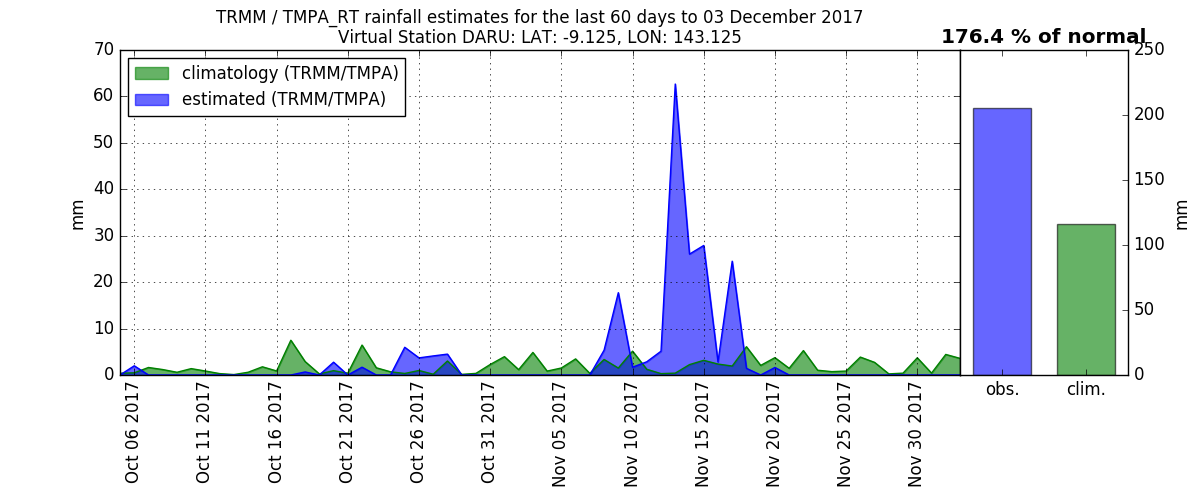 TRMM / TMPA_RT rainfall estimates for the last 60 days to 03 December 2017
Virtual Station DARU: LAT: -9.125, LON: 143.125
176.4 % of normal
climatology (TRMM/TMPA)
estimated (TRMM/TMPA)
70
60
50
40
30
20
10
0
mm
Oct 06 2017
Oct 11 2017
Oct 16 2017
Oct 21 2017
Oct 26 2017
Oct 31 2017
Nov 05 2017
Nov 10 2017
Nov 15 2017
Nov 20 2017
Nov 25 2017
Nov 30 2017
obs.
clim.
250
200
150
100
50
0
mm